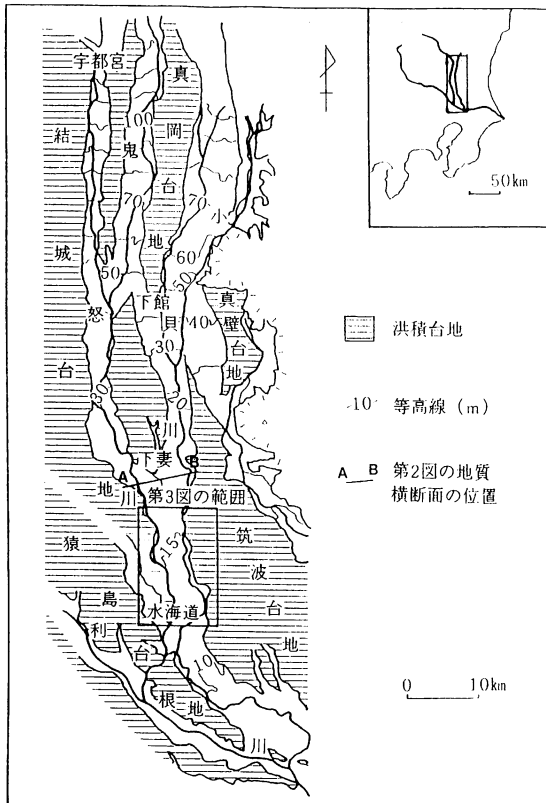 宇都宮
真岡台地
結城台地
100
鬼怒川
70
70
小貝川
60
50
50
下館
40
真壁台地
30
30
20
下妻
A B
第3図の範囲
15
猿島台地
筑波台地
水海道
10
利根川
50km
洪積台地
10 等高線(m)
A B 第2図の地質
横断面の位置
0 10km